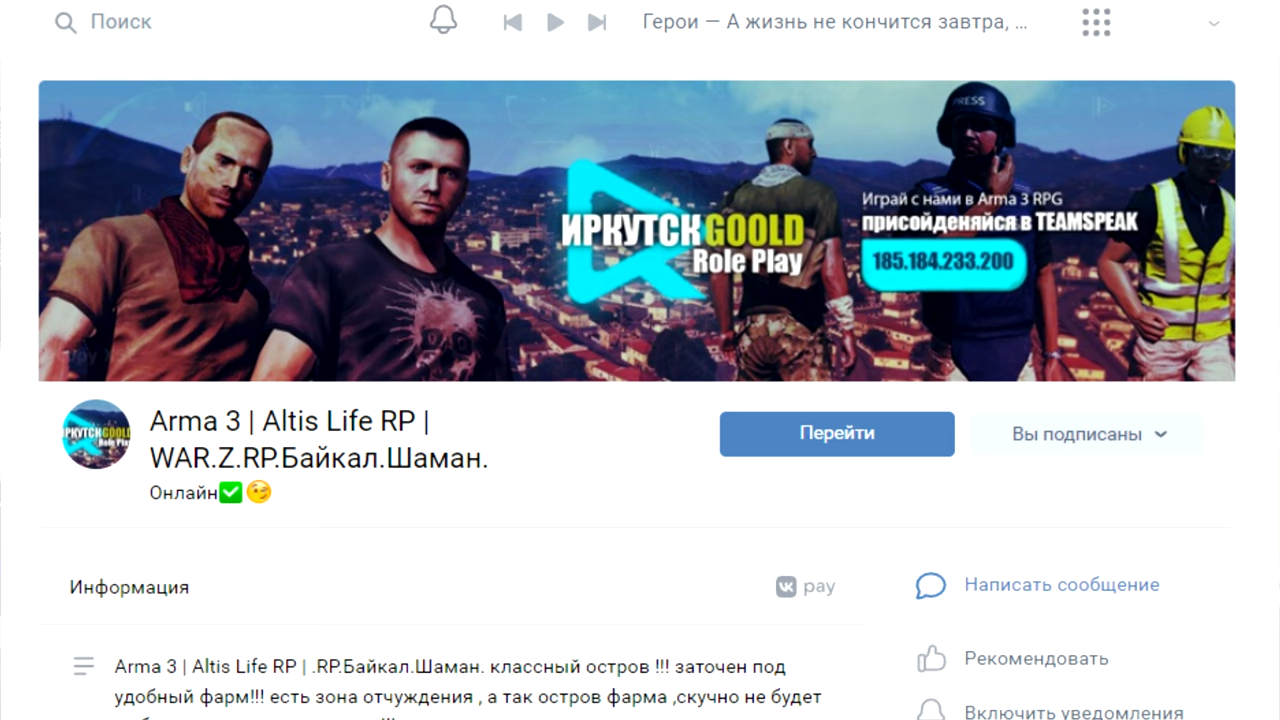 Поиск
Герои — А жизнь не кончится завтра, ...
PRESS
ИРКУТСК GOOLD
Role Play
Играй с нами в Arma 3 RPG
присойденяйся в TEAMSPEAK
185.184.233.200
Arma 3 | Altis Life RP |
WAR.Z.RP.Байкал.Шаман.
Онлайн✅😉
Перейти
Вы подписаны
Информация
pay
Написать сообщение
Arma 3 | Altis Life RP | .RP.Байкал.Шаман. классный остров !!! заточен под
удобный фарм!!! есть зона отчуждения , а так остров фарма ,скучно не будет
Рекомендовать
Включить уведомления